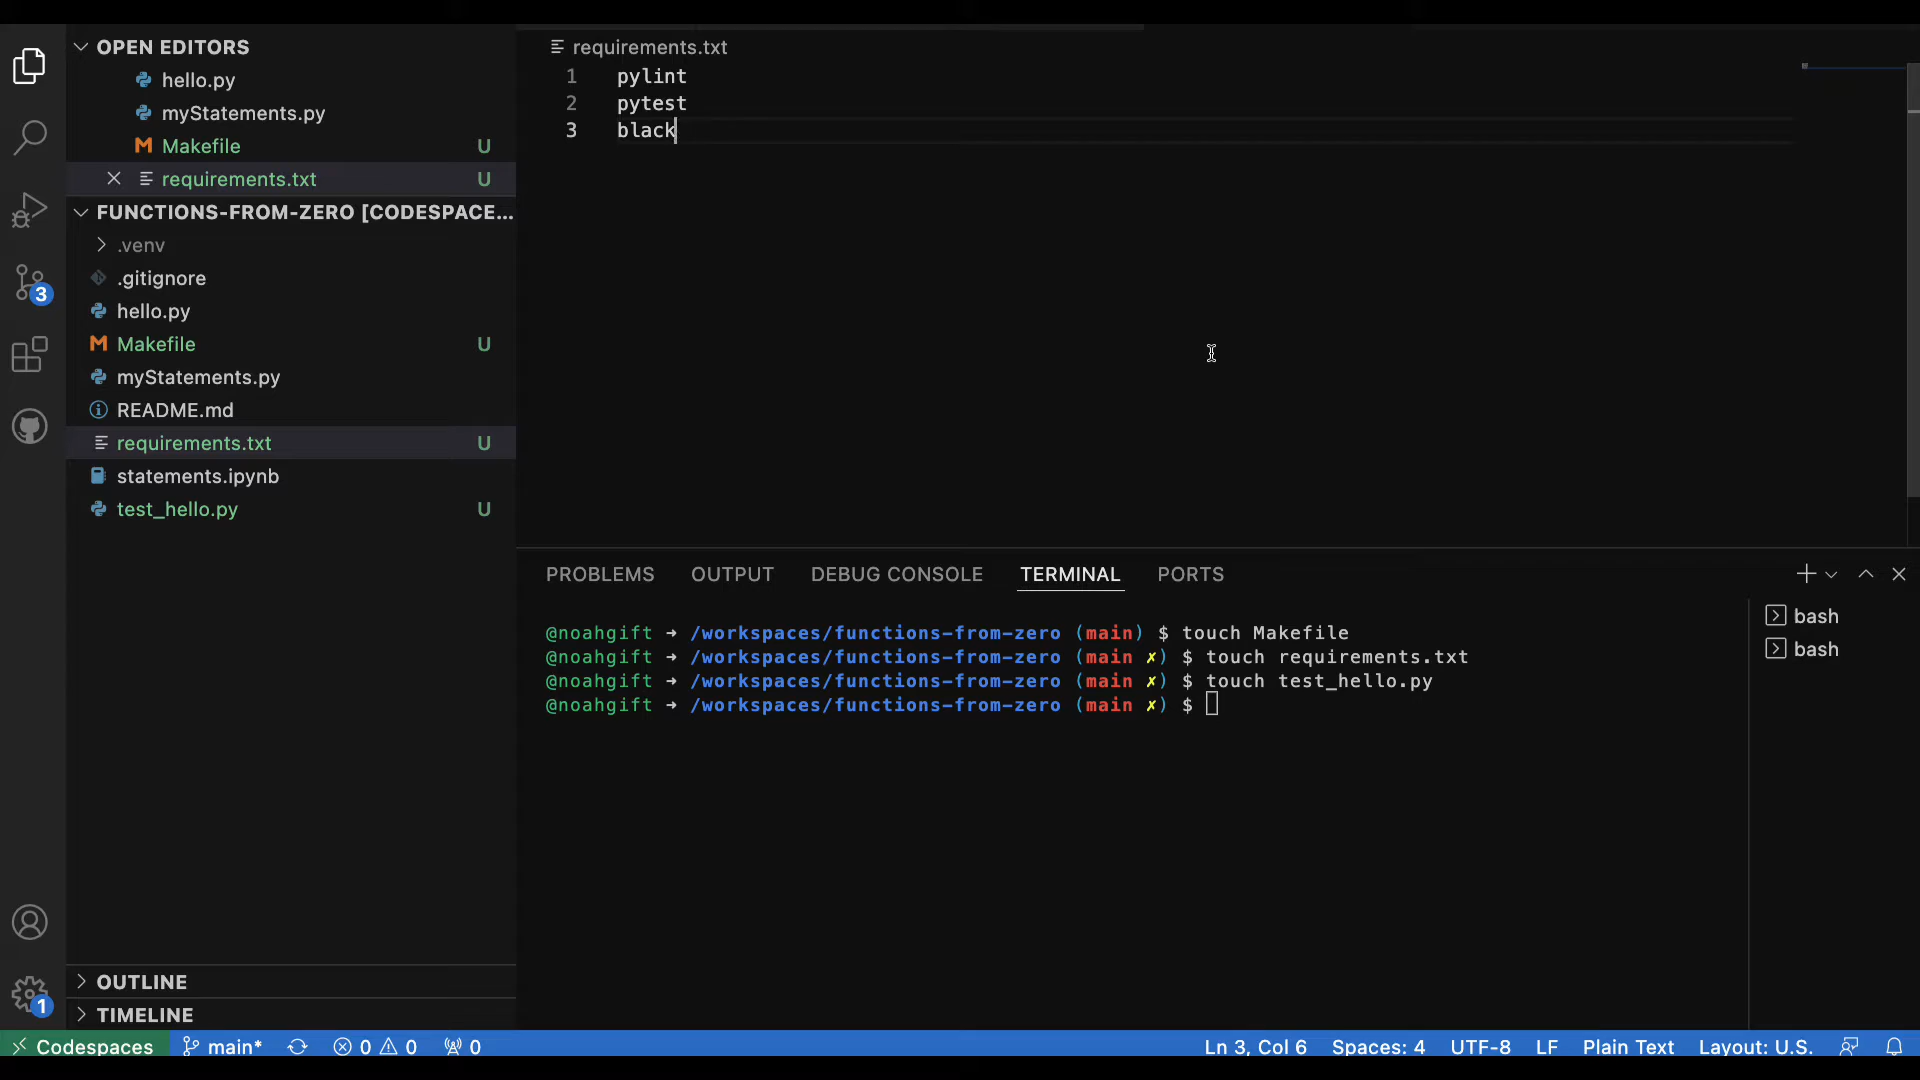 OPEN EDITORS
hello.py
myStatements.py
Makefile U
requirements.txt U
FUNCTIONS-FROM-ZERO [CODESPACE...
.venv
.gitignore
hello.py
Makefile U
myStatements.py
README.md
requirements.txt U
statements.ipynb
test_hello.py U
OUTLINE
TIMELINE
3
1
requirements.txt
1 pylint
2 pytest
3 black
PROBLEMS OUTPUT DEBUG CONSOLE TERMINAL PORTS
@noahgift → /workspaces/functions-from-zero (main) $ touch Makefile
@noahgift → /workspaces/functions-from-zero (main ✗) $ touch requirements.txt
@noahgift → /workspaces/functions-from-zero (main ✗) $ touch test_hello.py
@noahgift → /workspaces/functions-from-zero (main ✗) $
bash
bash
Codespaces main* 0 0 0 Ln 3, Col 6 Spaces: 4 UTF-8 LF Plain Text Layout: U.S.